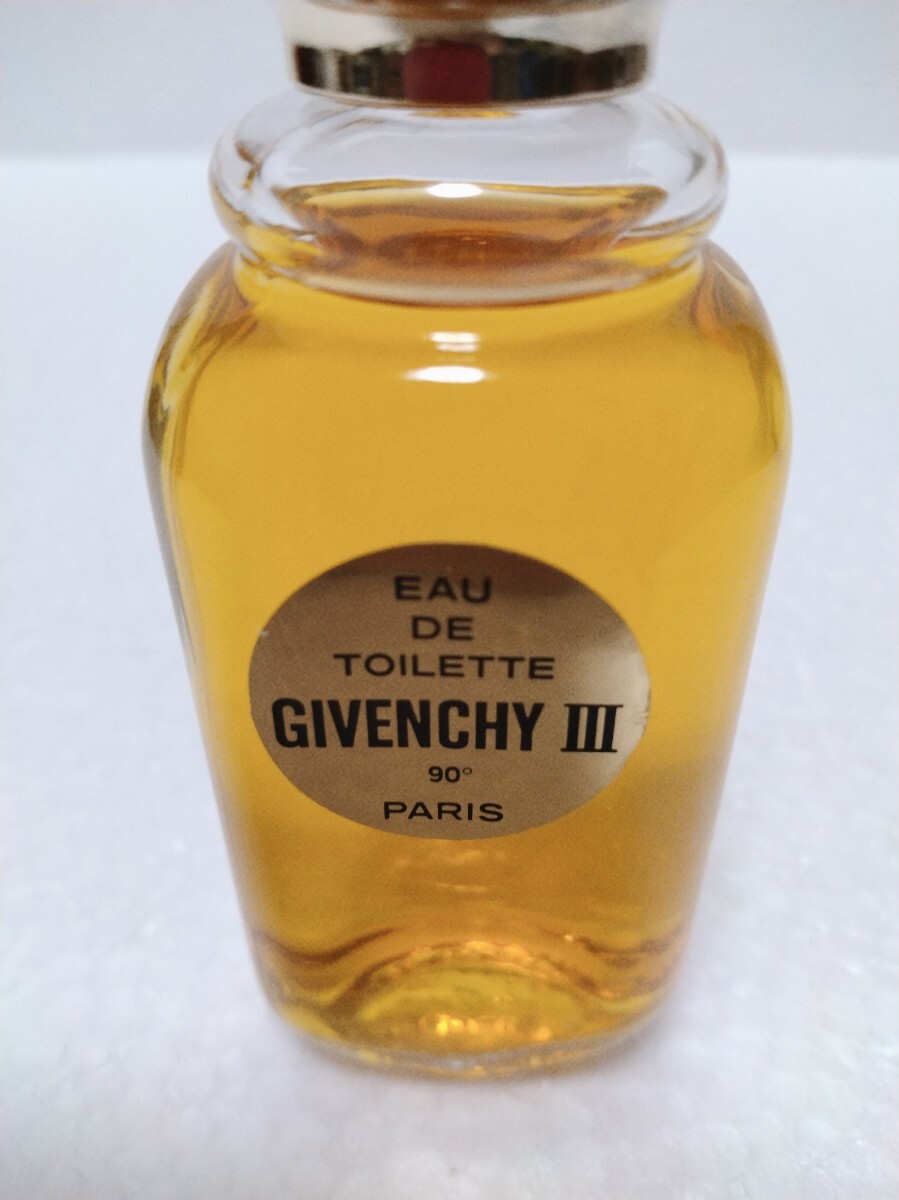 EAU
DE
TOILETTE
GIVENCHY III
90°
PARIS